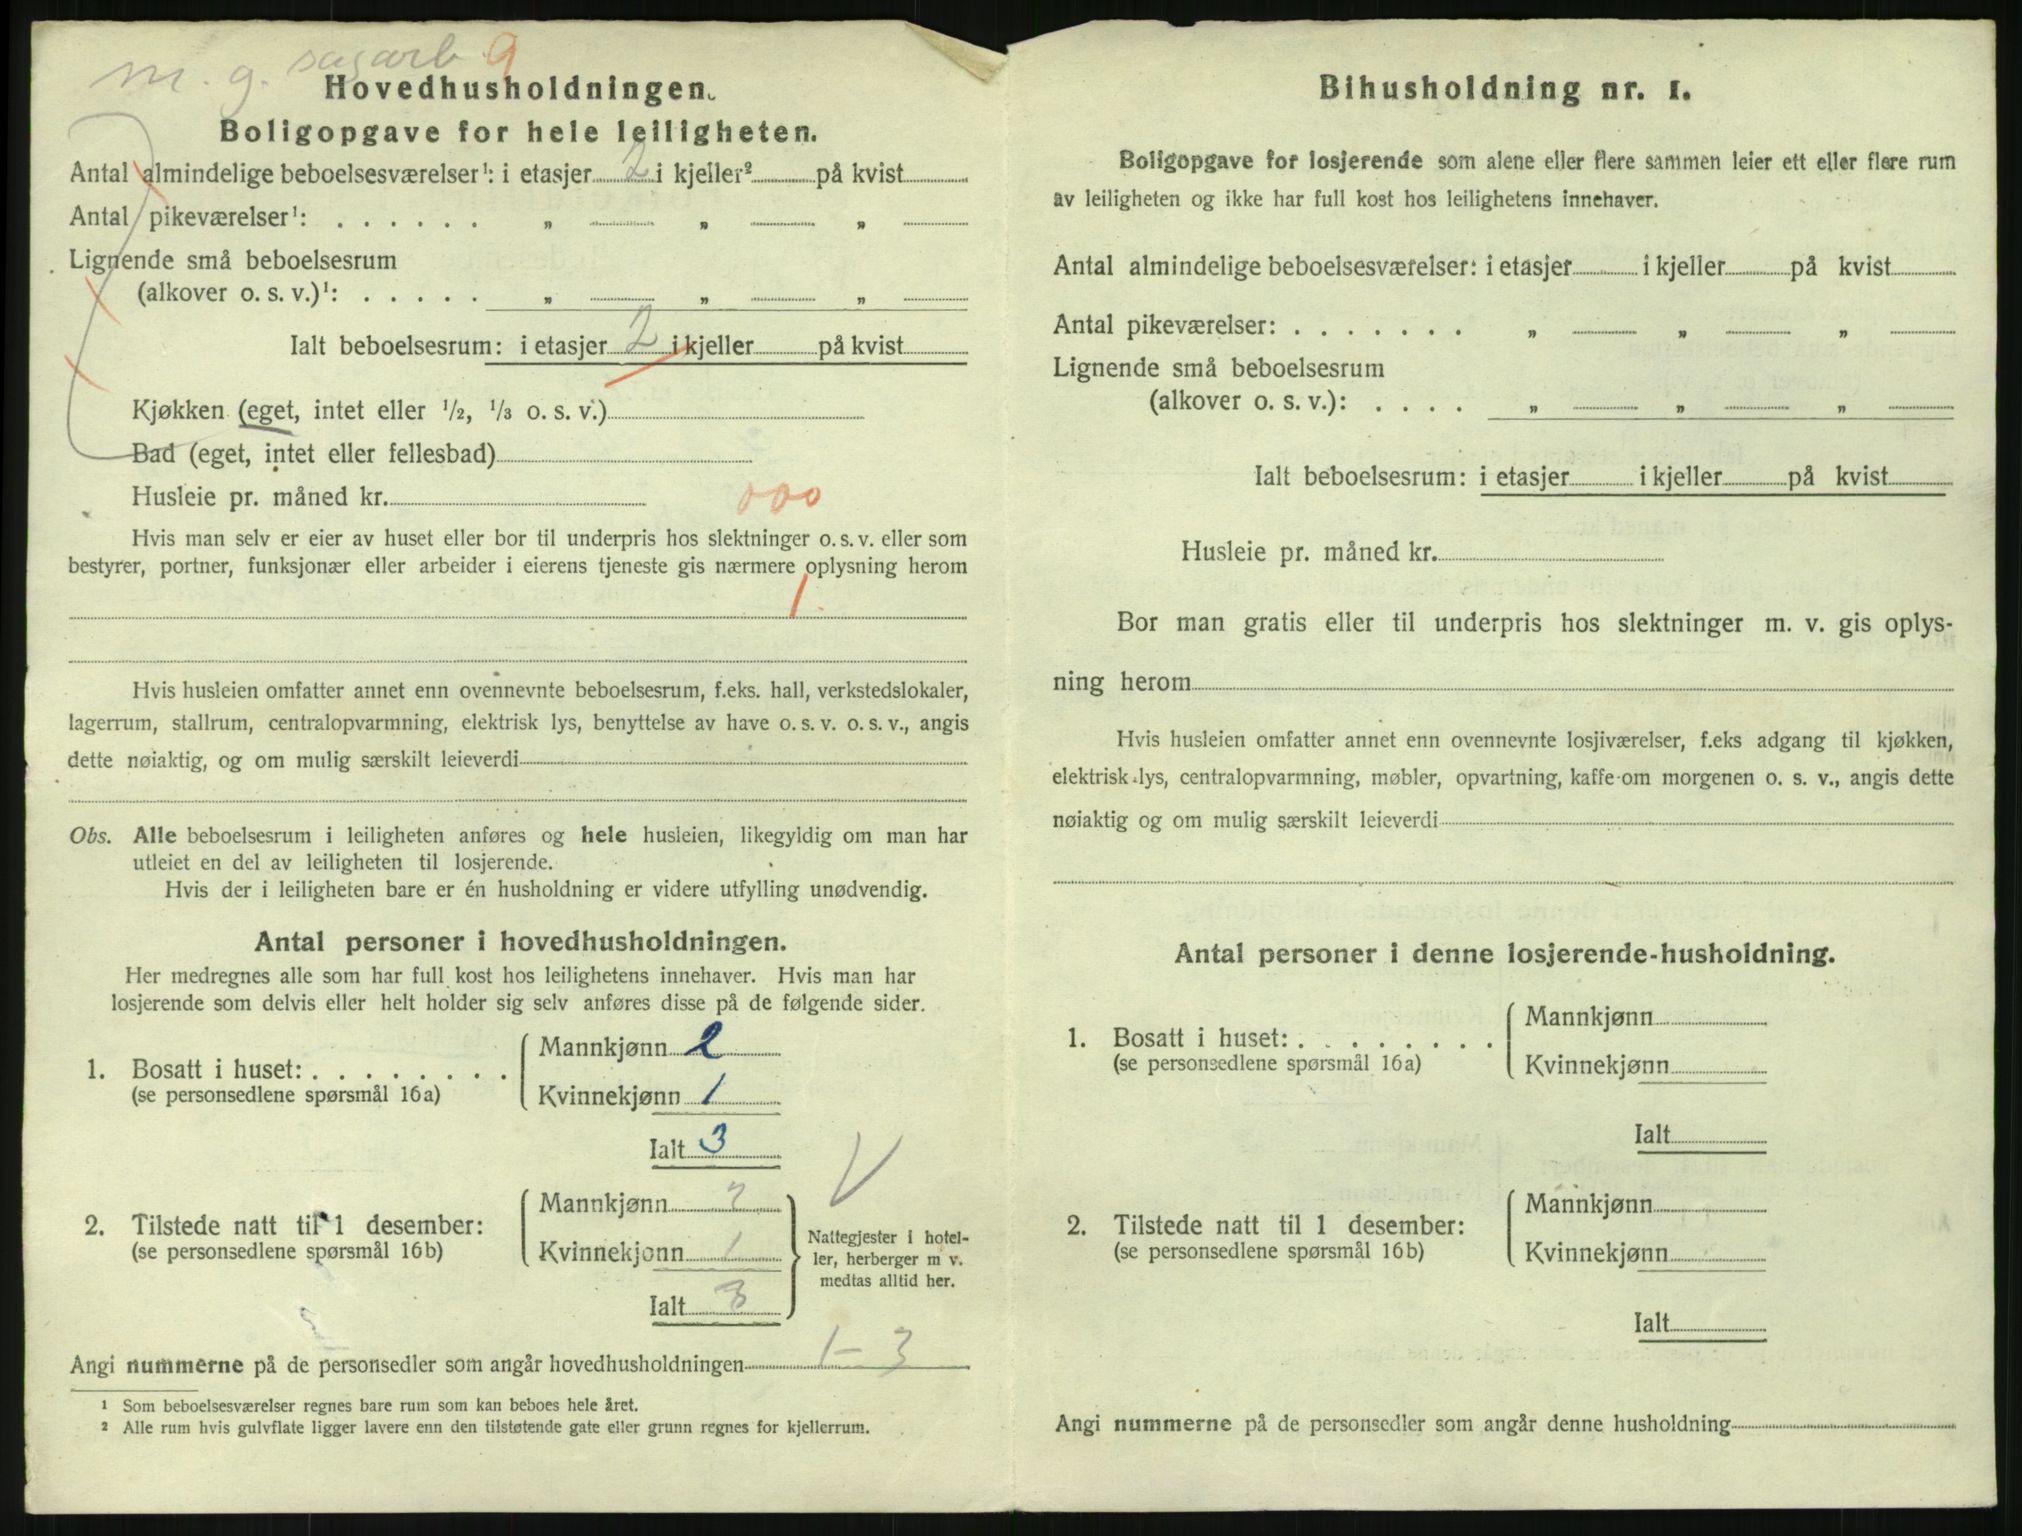 m. g. sagarb 9
Hovedhusholdningen.
Boligopgave for hele leiligheten.
Antal almindelige beboelsesværelser¹: i etasjer 2 i kjeller² på kvist
Antal pikeværelser¹: . . . . . . „ „ „
Lignende små beboelsesrum
(alkover o. s. v.)¹: . . . . . „ „ „
Ialt beboelsesrum: i etasjer 2 i kjeller på kvist
Kjøkken (eget, intet eller 1/2, 1/3 o. s. v.)
Bad (eget, intet eller fellesbad)
Husleie pr. måned kr. 000
Hvis man selv er eier av huset eller bor til underpris hos slektninger o. s. v. eller som
bestyrer, portner, funksjonær eller arbeider i eierens tjeneste gis nærmere oplysning herom
1.
Hvis husleien omfatter annet enn ovennevnte beboelsesrum, f.eks. hall, verkstedslokaler,
lagerrum, stallrum, centralopvarmning, elektrisk lys, benyttelse av have o. s. v. o. s. v., angis
dette nøiaktig, og om mulig særskilt leieverdi
Obs. Alle beboelsesrum i leiligheten anføres og hele husleien, likegyldig om man har
utleiet en del av leiligheten til losjerende.
Hvis der i leiligheten bare er én husholdning er videre utfylling unødvendig.
Antal personer i hovedhusholdningen.
Her medregnes alle som har full kost hos leilighetens innehaver. Hvis man har
losjerende som delvis eller helt holder sig selv anføres disse på de følgende sider.
Mannkjønn 2
1. Bosatt i huset: . . . . . . . .
(se personsedlene spørsmål 16a)
Kvinnekjønn 1
Ialt 3
Mannkjønn 2
2. Tilstede natt til 1 desember:
(se personsedlene spørsmål 16b)
Kvinnekjønn 1
Ialt 3
Nattegjester i hotel-
ler, herberger m v.
medtas alltid her.
Angi nummerne på de personsedler som angår hovedhusholdningen 1-3
¹ Som beboelsesværelser regnes bare rum som kan beboes hele året.
² Alle rum hvis gulvflate ligger lavere enn den tilstøtende gate eller grunn regnes for kjellerrum.
Bihusholdning nr. 1.
Boligopgave for losjerende som alene eller flere sammen leier ett eller flere rum
av leiligheten og ikke har full kost hos leilighetens innehaver.
Antal almindelige beboelsesværelser: i etasjer i kjeller på kvist
Antal pikeværelser: . . . . . . . „ „ „
Lignende små beboelsesrum
(alkover o. s. v.): . . . . „ „ „
Ialt beboelsesrum: i etasjer i kjeller på kvist
Husleie pr. måned kr.
Bor man gratis eller til underpris hos slektninger m. v. gis oplys-
ning herom
Hvis husleien omfatter annet enn ovennevnte losjiværelser, f.eks adgang til kjøkken,
elektrisk lys, centralopvarmning, møbler, opvartning, kaffe om morgenen o. s. v., angis dette
nøiaktig og om mulig særskilt leieverdi
Antal personer i denne losjerende-husholdning.
Mannkjønn
1. Bosatt i huset: . . . . . . . .
(se personsedlene spørsmål 16a)
Kvinnekjønn
Ialt
Mannkjønn
2. Tilstede natt til 1 desember:
(se personsedlene spørsmål 16b)
Kvinnekjønn
Ialt
Angi nummerne på de personsedler som angår denne husholdning